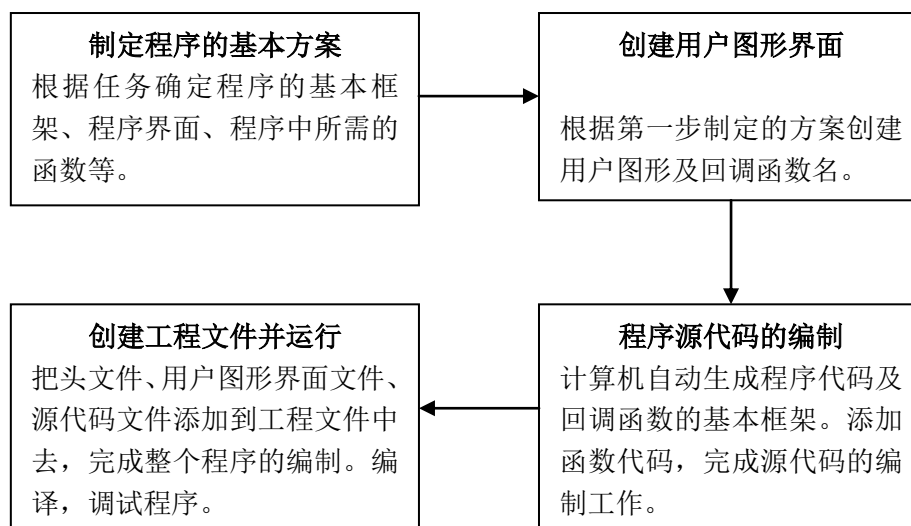 制定程序的基本方案
根据任务确定程序的基本框
架、程序界面、程序中所需的
函数等。
创建用户图形界面
根据第一步制定的方案创建
用户图形及回调函数名。
程序源代码的编制
计算机自动生成程序代码及
回调函数的基本框架。添加
函数代码，完成源代码的编
制工作。
创建工程文件并运行
把头文件、用户图形界面文件、
源代码文件添加到工程文件中
去，完成整个程序的编制。编
译，调试程序。